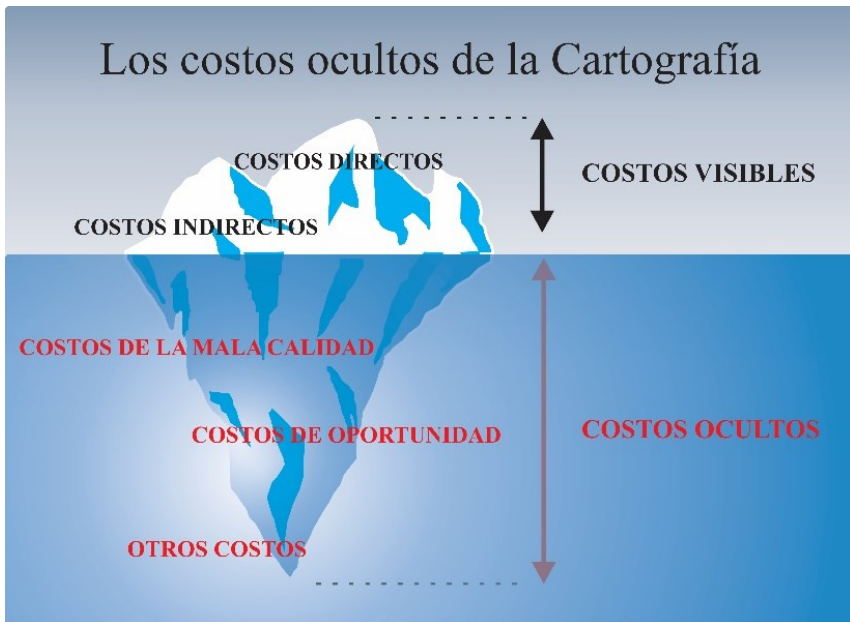 Los costos ocultos de la Cartografía
COSTOS DIRECTOS
COSTOS VISIBLES
COSTOS INDIRECTOS
COSTOS DE LA MALA CALIDAD
COSTOS DE OPORTUNIDAD
COSTOS OCULTOS
OTROS COSTOS